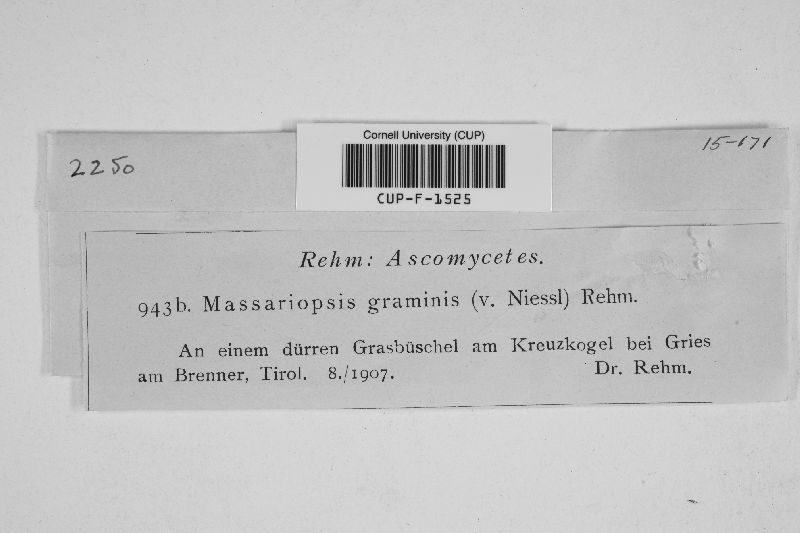 Cornell University (CUP)
CUP-F-1525
2250
15-171
Rehm: Ascomycetes.
943b. Massariopsis graminis (v. Niessl) Rehm.
An einem dürren Grasbüschel am Kreuzkogel bei Gries
am Brenner, Tirol. 8./1907. Dr. Rehm.